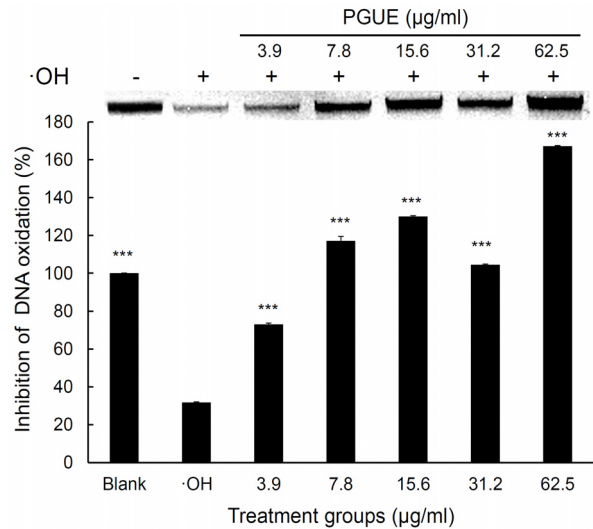 PGUE (µg/ml)
3.9 7.8 15.6 31.2 62.5
·OH - + + + + + +
180
160
140
120
100
80
60
40
20
0
Inhibition of DNA oxidation (%)
***
***
***
***
***
***
Blank ·OH 3.9 7.8 15.6 31.2 62.5
Treatment groups (µg/ml)